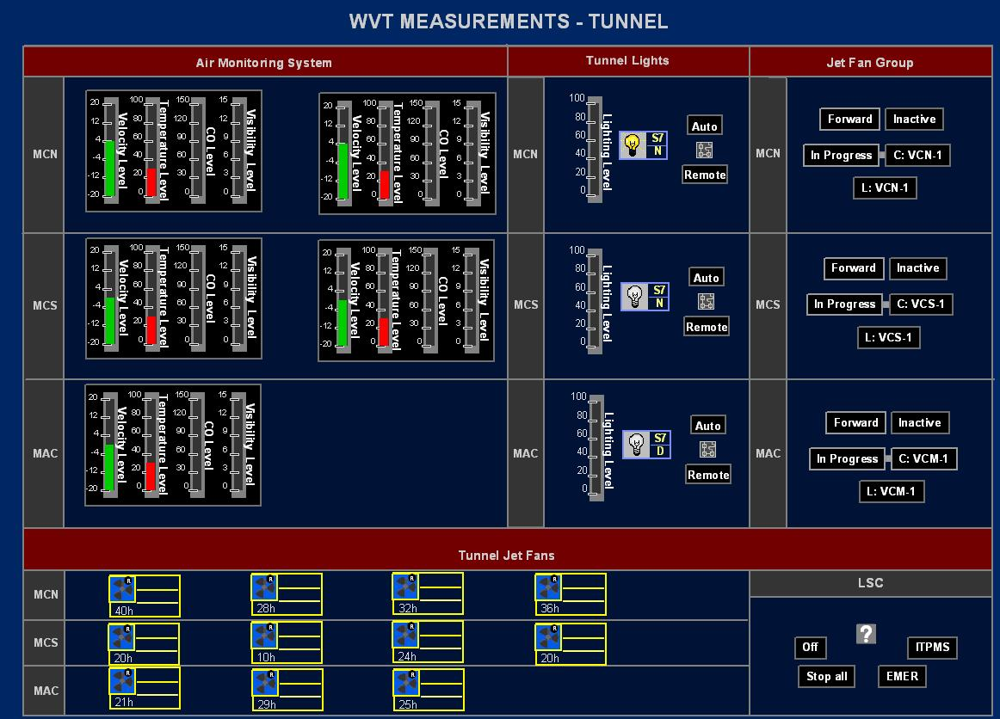 WVT MEASUREMENTS - TUNNEL
Air Monitoring System
Tunnel Lights
Jet Fan Group
MCN
20
12
4
-4
-12
-20
Velocity Level
100
80
60
40
20
0
Temperature Level
150
120
90
60
30
0
CO Level
15
12
9
6
3
0
Visibility Level
20
12
4
-4
-12
-20
Velocity Level
100
80
60
40
20
0
Temperature Level
150
120
90
60
30
0
CO Level
15
12
9
6
3
0
Visibility Level
MCN
100
80
60
40
20
0
Lighting Level
S7
N
Auto
Remote
MCN
Forward Inactive
In Progress C: VCN-1
L: VCN-1
MCS
20
12
4
-4
-12
-20
Velocity Level
100
80
60
40
20
0
Temperature Level
150
120
90
60
30
0
CO Level
15
12
9
6
3
0
Visibility Level
20
12
4
-4
-12
-20
Velocity Level
100
80
60
40
20
0
Temperature Level
150
120
90
60
30
0
CO Level
15
12
9
6
3
0
Visibility Level
MCS
100
80
60
40
20
0
Lighting Level
S7
N
Auto
Remote
MCS
Forward Inactive
In Progress C: VCS-1
L: VCS-1
MAC
20
12
4
-4
-12
-20
Velocity Level
100
80
60
40
20
0
Temperature Level
150
120
90
60
30
0
CO Level
15
12
9
6
3
0
Visibility Level
MAC
100
80
60
40
20
0
Lighting Level
S7
D
Auto
Remote
MAC
Forward Inactive
In Progress C: VCM-1
L: VCM-1
Tunnel Jet Fans
MCN
R
40h
R
28h
R
32h
R
36h
MCS
R
20h
R
10h
R
24h
R
20h
MAC
R
21h
R
29h
R
25h
LSC
?
Off ITPMS
Stop all EMER